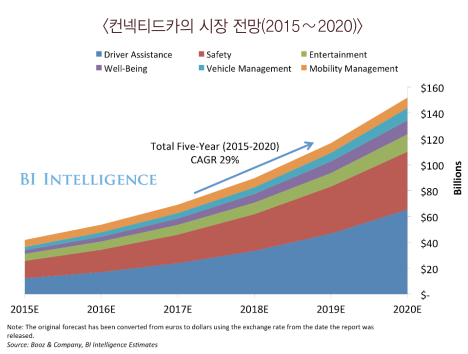 <컨넥티드카의 시장 전망(2015～2020)>
Driver Assistance Safety Entertainment
Well-Being Vehicle Management Mobility Management
$160
$140
Total Five-Year (2015-2020)
CAGR 29%
$120
$100
BI INTELLIGENCE
$80
$60
$40
$20
$-
Billions
2015E 2016E 2017E 2018E 2019E 2020E
Note: The original forecast has been converted from euros to dollars using the exchange rate from the date the report was
released.
Source: Booz & Company, BI Intelligence Estimates